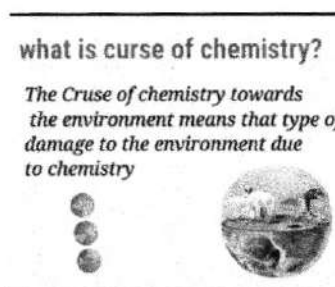 what is curse of chemistry?
The Cruse of chemistry towards
the environment means that type of
damage to the environment due
to chemistry